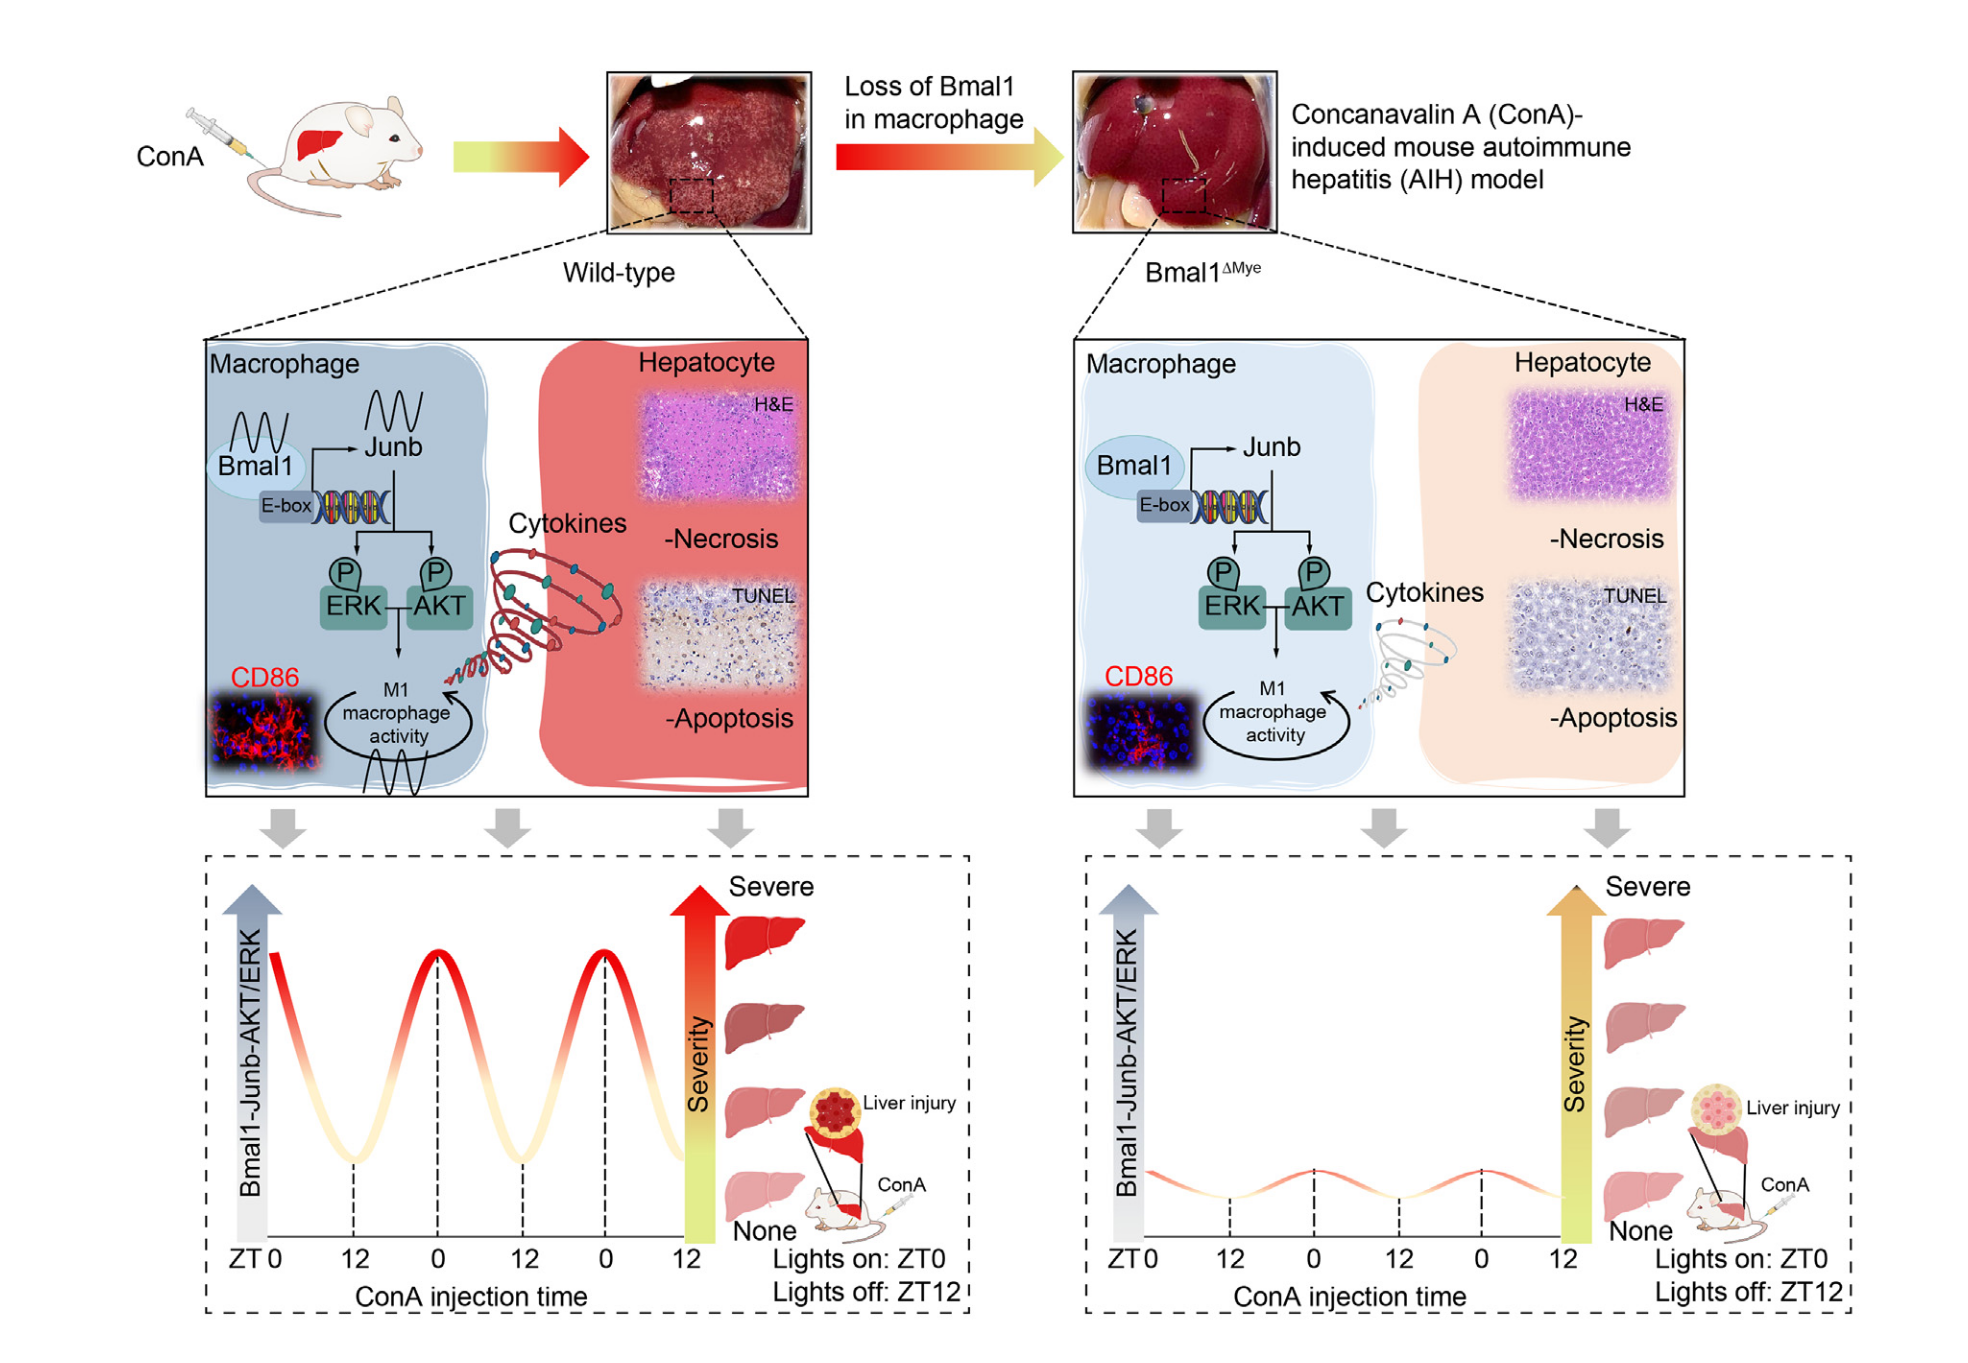 ConA
Loss of Bmal1
in macrophage
Concanavalin A (ConA)-
induced mouse autoimmune
hepatitis (AIH) model
Wild-type
Bmal1ΔMye
Macrophage
Hepatocyte
H&E
Junb
Bmal1
E-box
Cytokines
-Necrosis
P
P
ERK
AKT
TUNEL
CD86
M1
macrophage
activity
-Apoptosis
Macrophage
Hepatocyte
H&E
Junb
Bmal1
E-box
-Necrosis
P
P
ERK
AKT
Cytokines
TUNEL
CD86
M1
macrophage
activity
-Apoptosis
Bmal1-Junb-AKT/ERK
Severity
Severe
Liver injury
ConA
None
ZT 0 12 0 12 0 12
ConA injection time
Lights on: ZT0
Lights off: ZT12
Bmal1-Junb-AKT/ERK
Severity
Severe
Liver injury
ConA
None
ZT 0 12 0 12 0 12
ConA injection time
Lights on: ZT0
Lights off: ZT12